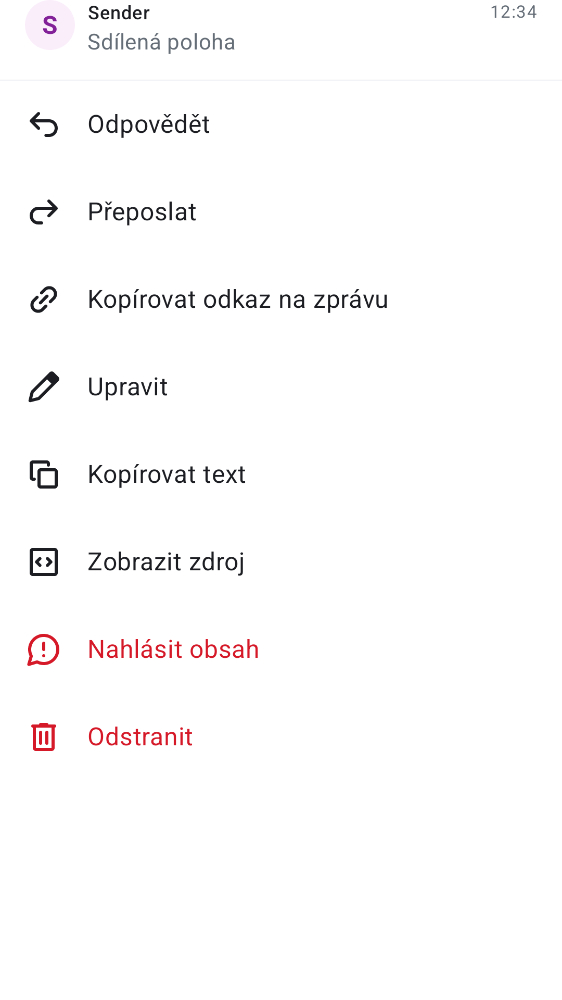 S
Sender
12:34
Sdílená poloha
Odpovědět
Přeposlat
Kopírovat odkaz na zprávu
Upravit
Kopírovat text
Zobrazit zdroj
Nahlásit obsah
Odstranit